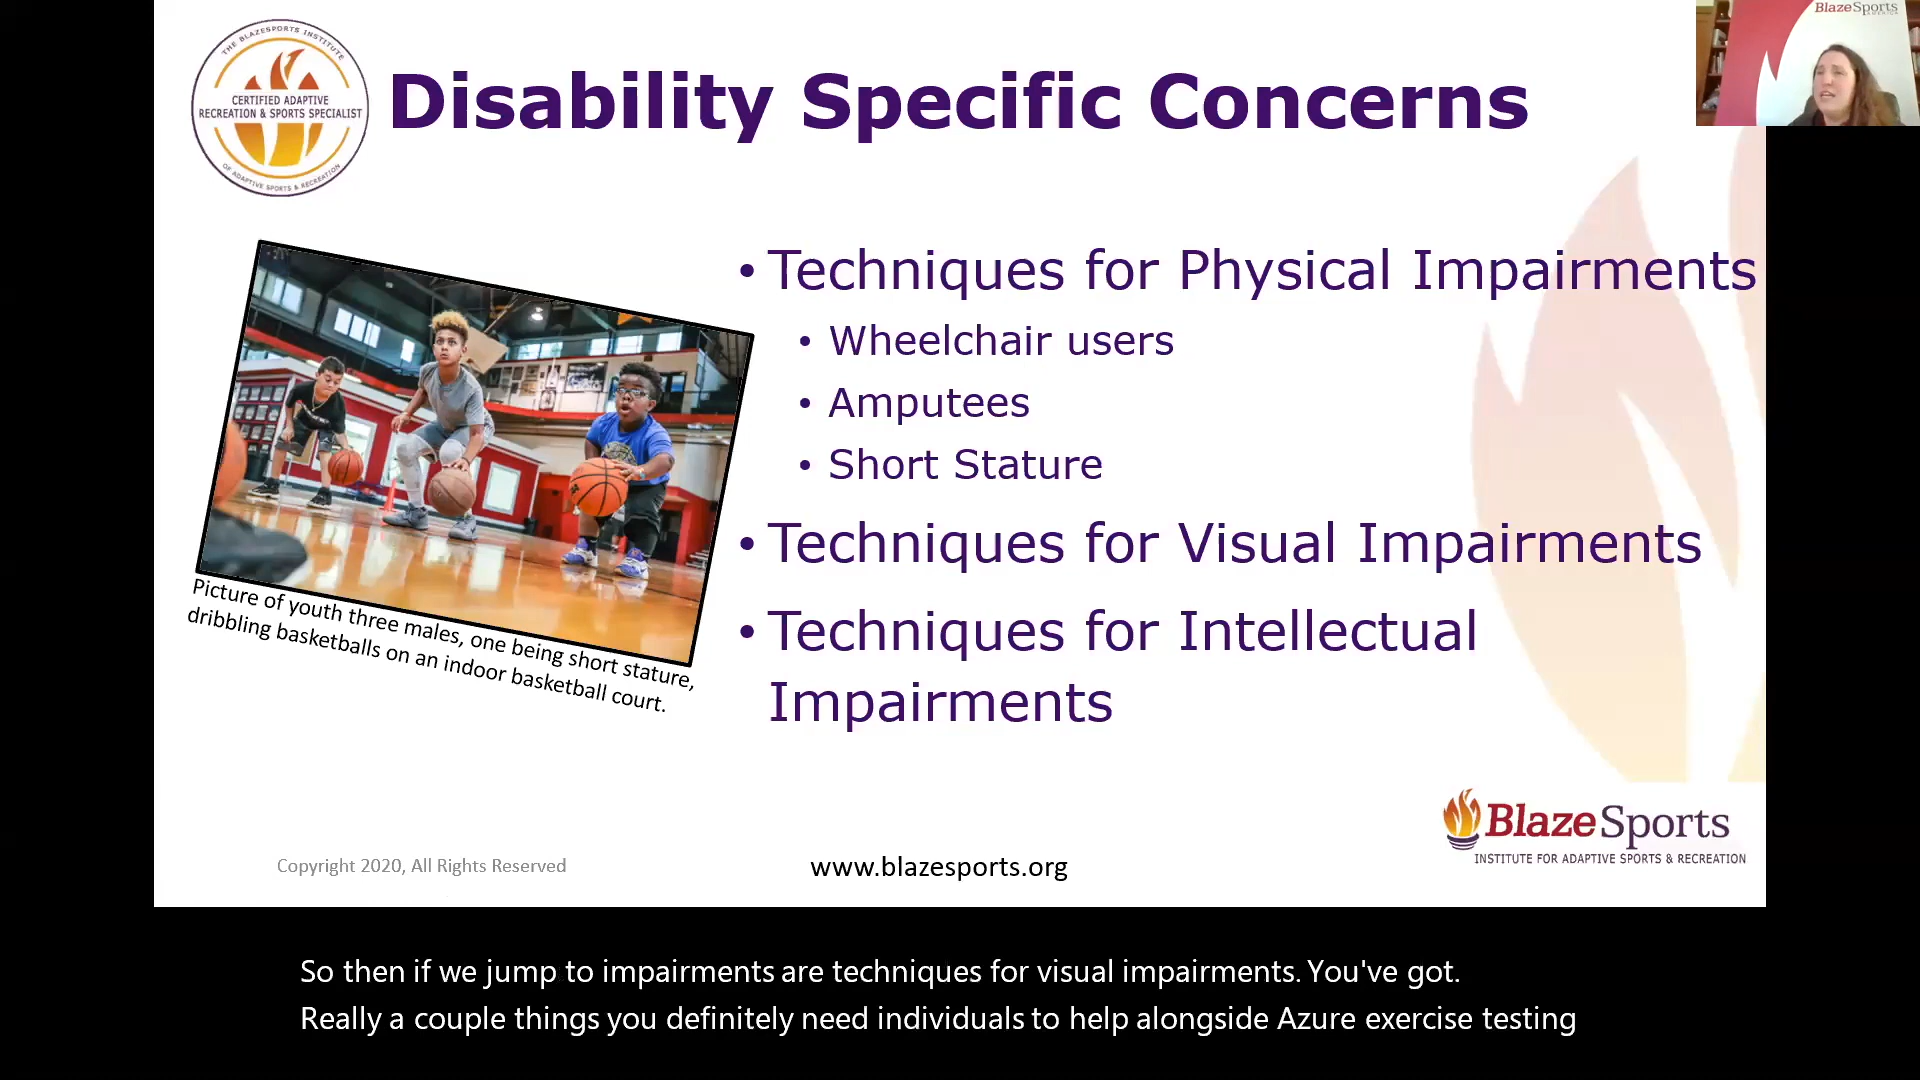 THE BLAZESPORTS INSTITUTE
CERTIFIED ADAPTIVE
RECREATION & SPORTS SPECIALIST
OF ADAPTIVE SPORTS & RECREATION
Disability Specific Concerns
BlazeSports
AMERICA
• Techniques for Physical Impairments
• Wheelchair users
• Amputees
• Short Stature
• Techniques for Visual Impairments
• Techniques for Intellectual
Impairments
Picture of youth three males, one being short stature,
dribbling basketballs on an indoor basketball court.
BlazeSports
INSTITUTE FOR ADAPTIVE SPORTS & RECREATION
Copyright 2020, All Rights Reserved
www.blazesports.org
So then if we jump to impairments are techniques for visual impairments. You've got.
Really a couple things you definitely need individuals to help alongside Azure exercise testing